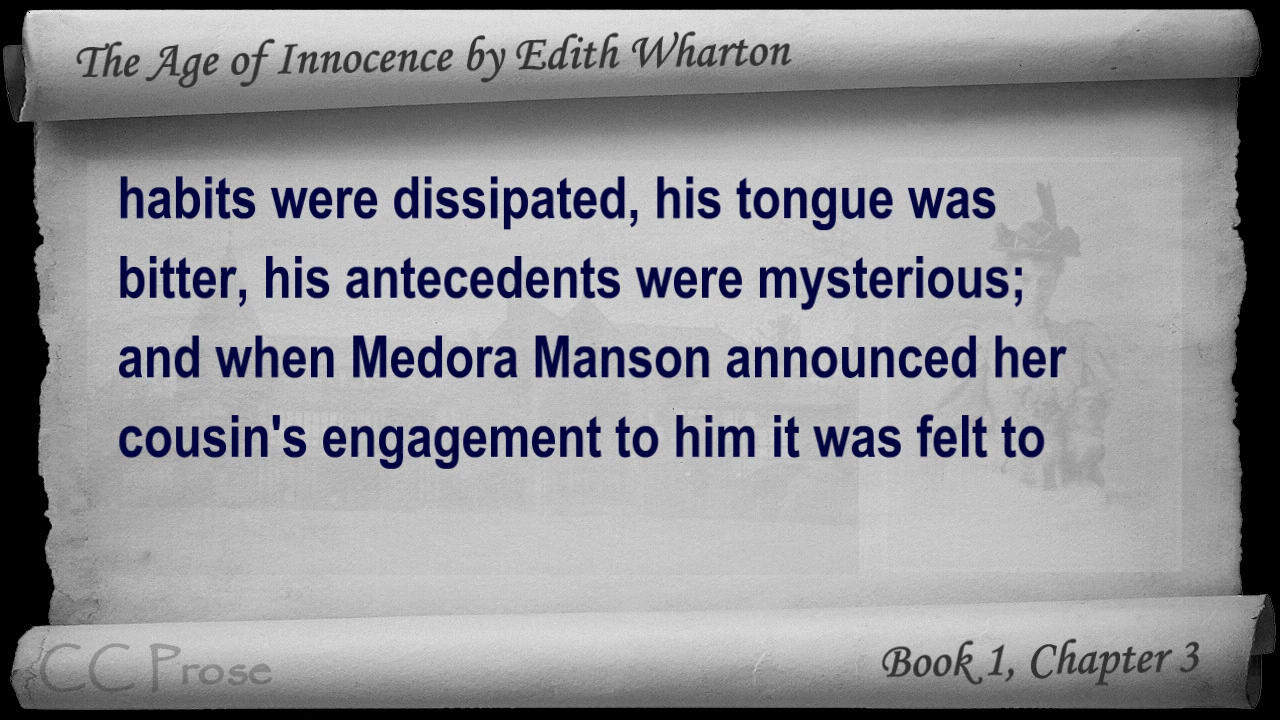 The Age of Innocence by Edith Wharton
habits were dissipated, his tongue was
bitter, his antecedents were mysterious;
and when Medora Manson announced her
cousin's engagement to him it was felt to
CC Prose
Book 1, Chapter 3